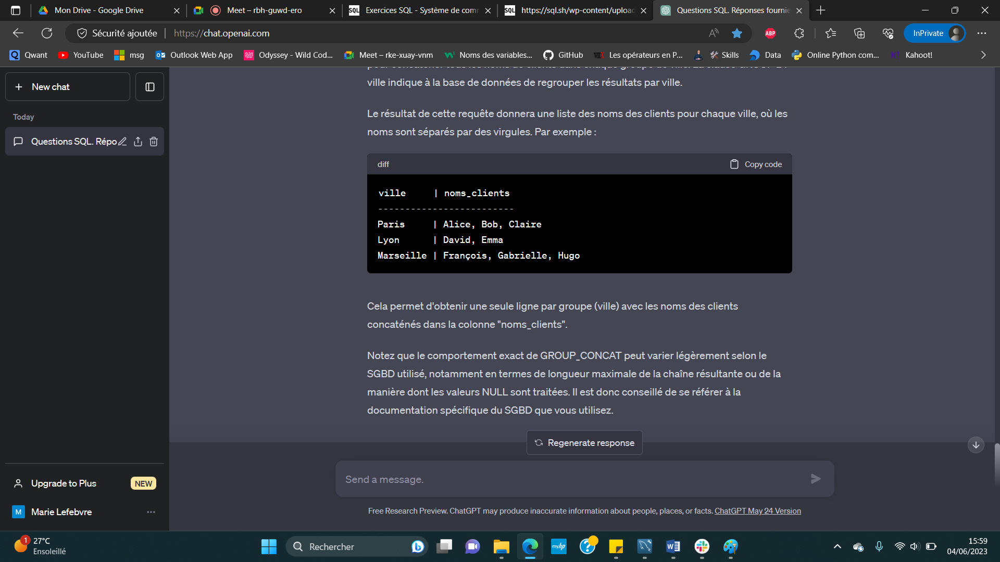 Mon Drive - Google Drive
Meet – rbh-guwd-ero
SQL Exercices SQL - Système de com
SQL https://sql.sh/wp-content/uploa
Questions SQL. Réponses fournie
Sécurité ajoutée
https://chat.openai.com
ABP
InPrivate
Qwant
YouTube
msg
Outlook Web App
Odyssey - Wild Cod...
Meet – rke-xuay-vnm
Noms des variables...
GitHub
Les opérateurs en P...
Skills
Data
Online Python com...
Kahoot!
New chat
Today
Questions SQL. Répo
ville indique à la base de données de regrouper les résultats par ville.
Le résultat de cette requête donnera une liste des noms des clients pour chaque ville, où les
noms sont séparés par des virgules. Par exemple :
diff
Copy code
ville | noms_clients
-------------------------
Paris | Alice, Bob, Claire
Lyon | David, Emma
Marseille | François, Gabrielle, Hugo
Cela permet d'obtenir une seule ligne par groupe (ville) avec les noms des clients
concaténés dans la colonne "noms_clients".
Notez que le comportement exact de GROUP_CONCAT peut varier légèrement selon le
SGBD utilisé, notamment en termes de longueur maximale de la chaîne résultante ou de la
manière dont les valeurs NULL sont traitées. Il est donc conseillé de se référer à la
documentation spécifique du SGBD que vous utilisez.
Regenerate response
Send a message.
Upgrade to Plus
NEW
M Marie Lefebvre
Free Research Preview. ChatGPT may produce inaccurate information about people, places, or facts. ChatGPT May 24 Version
1
27°C
Ensoleillé
Rechercher
myhp
15:59
04/06/2023